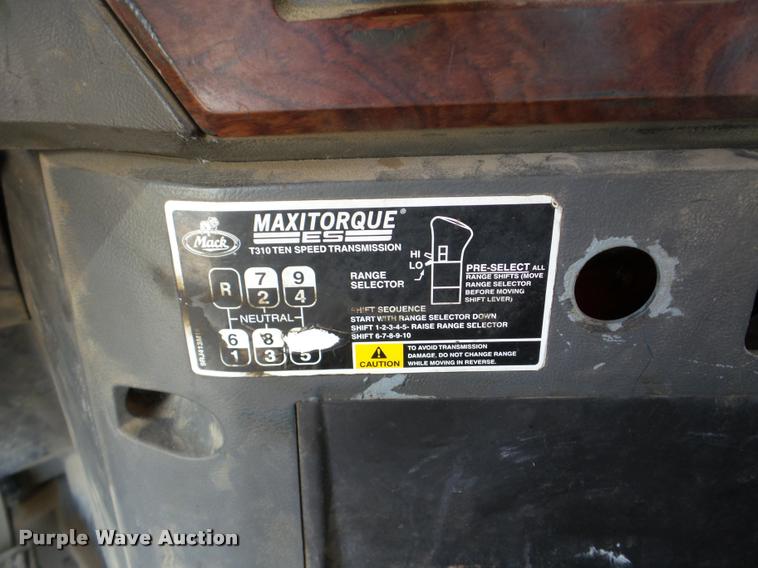 Mack
MAXITORQUE®
ES
T310 TEN SPEED TRANSMISSION
R 7 9
2 4
NEUTRAL
6 8
1 3 5
HI
LO
RANGE
SELECTOR
PRE-SELECT ALL
RANGE SHIFTS (MOVE
RANGE SELECTOR
BEFORE MOVING
SHIFT LEVER)
SHIFT SEQUENCE
START WITH RANGE SELECTOR DOWN
SHIFT 1-2-3-4-5- RAISE RANGE SELECTOR
SHIFT 6-7-8-9-10
CAUTION
TO AVOID TRANSMISSION
DAMAGE, DO NOT CHANGE RANGE
WHILE MOVING IN REVERSE.
Purple Wave Auction